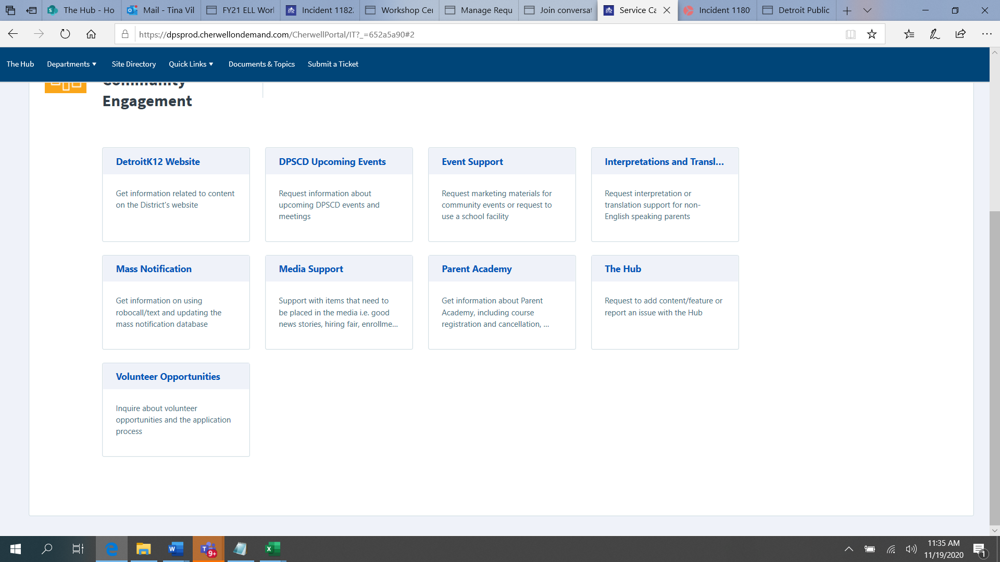 The Hub - Ho
Mail - Tina Vil
FY21 ELL Worl
Incident 1182
Workshop Cer
Manage Requ
Join conversat
Service Ca
Incident 1180
Detroit Public
https://dpsprod.cherwellondemand.com/CherwellPortal/IT?_=652a5a90#2
The Hub
Departments
Site Directory
Quick Links
Documents & Topics
Submit a Ticket
Community
Engagement
DetroitK12 Website
Get information related to content
on the District's website
DPSCD Upcoming Events
Request information about
upcoming DPSCD events and
meetings
Event Support
Request marketing materials for
community events or request to
use a school facility
Interpretations and Transl...
Request interpretation or
translation support for non-
English speaking parents
Mass Notification
Get information on using
robocall/text and updating the
mass notification database
Media Support
Support with items that need to
be placed in the media i.e. good
news stories, hiring fair, enrollme...
Parent Academy
Get information about Parent
Academy, including course
registration and cancellation, ...
The Hub
Request to add content/feature or
report an issue with the Hub
Volunteer Opportunities
Inquire about volunteer
opportunities and the application
process
9+
11:35 AM
11/19/2020
1